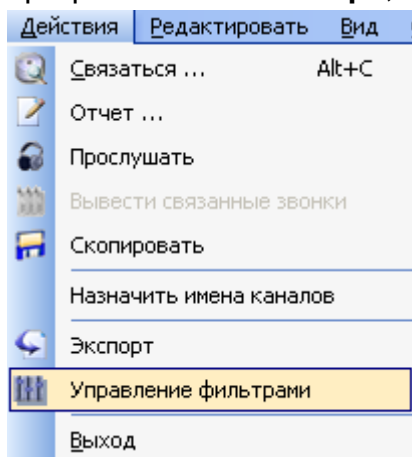 Действия Редактировать Вид
Связаться ... Alt+C
Отчет ...
Прослушать
Вывести связанные звонки
Скопировать
Назначить имена каналов
Экспорт
Управление фильтрами
Выход